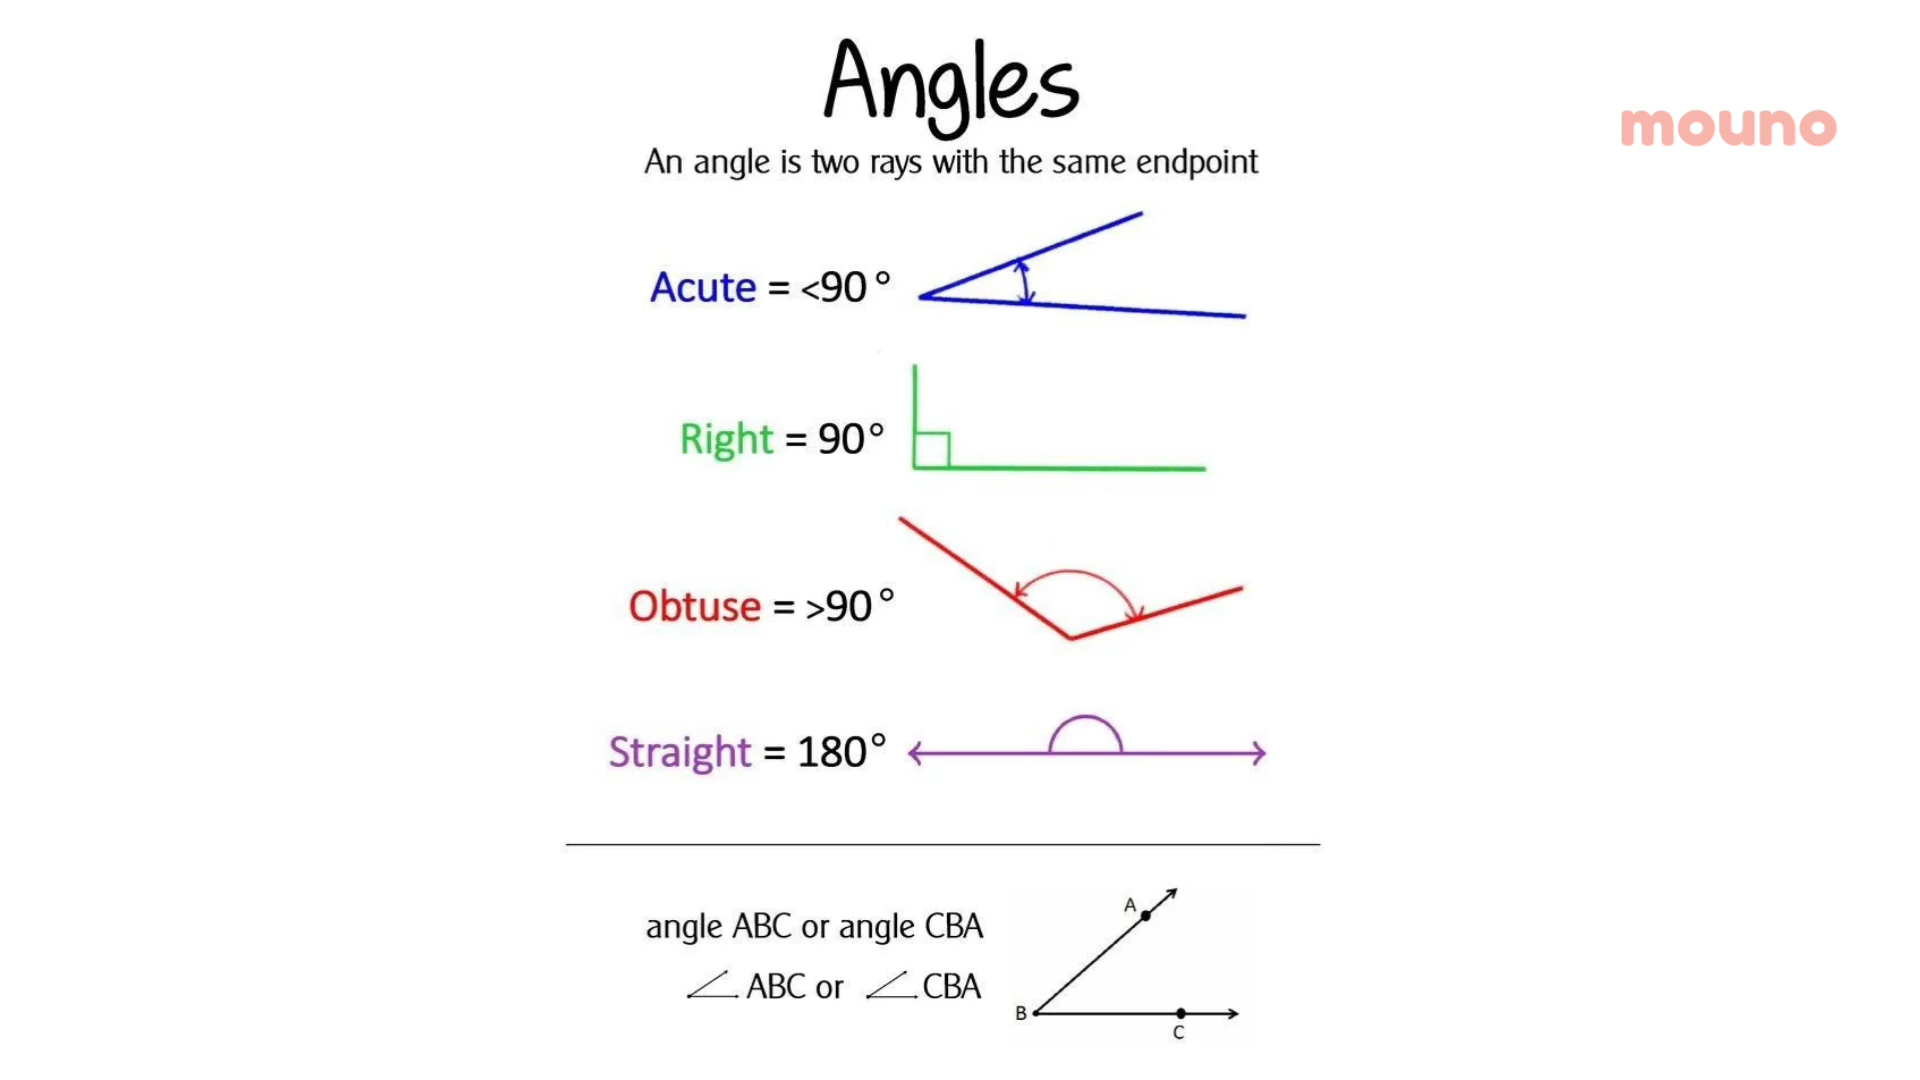 Angles
mouno
An angle is two rays with the same endpoint
Acute = <90°
Right = 90°
Obtuse = >90°
Straight = 180°
angle ABC or angle CBA
∠ABC or ∠CBA
A
B
C